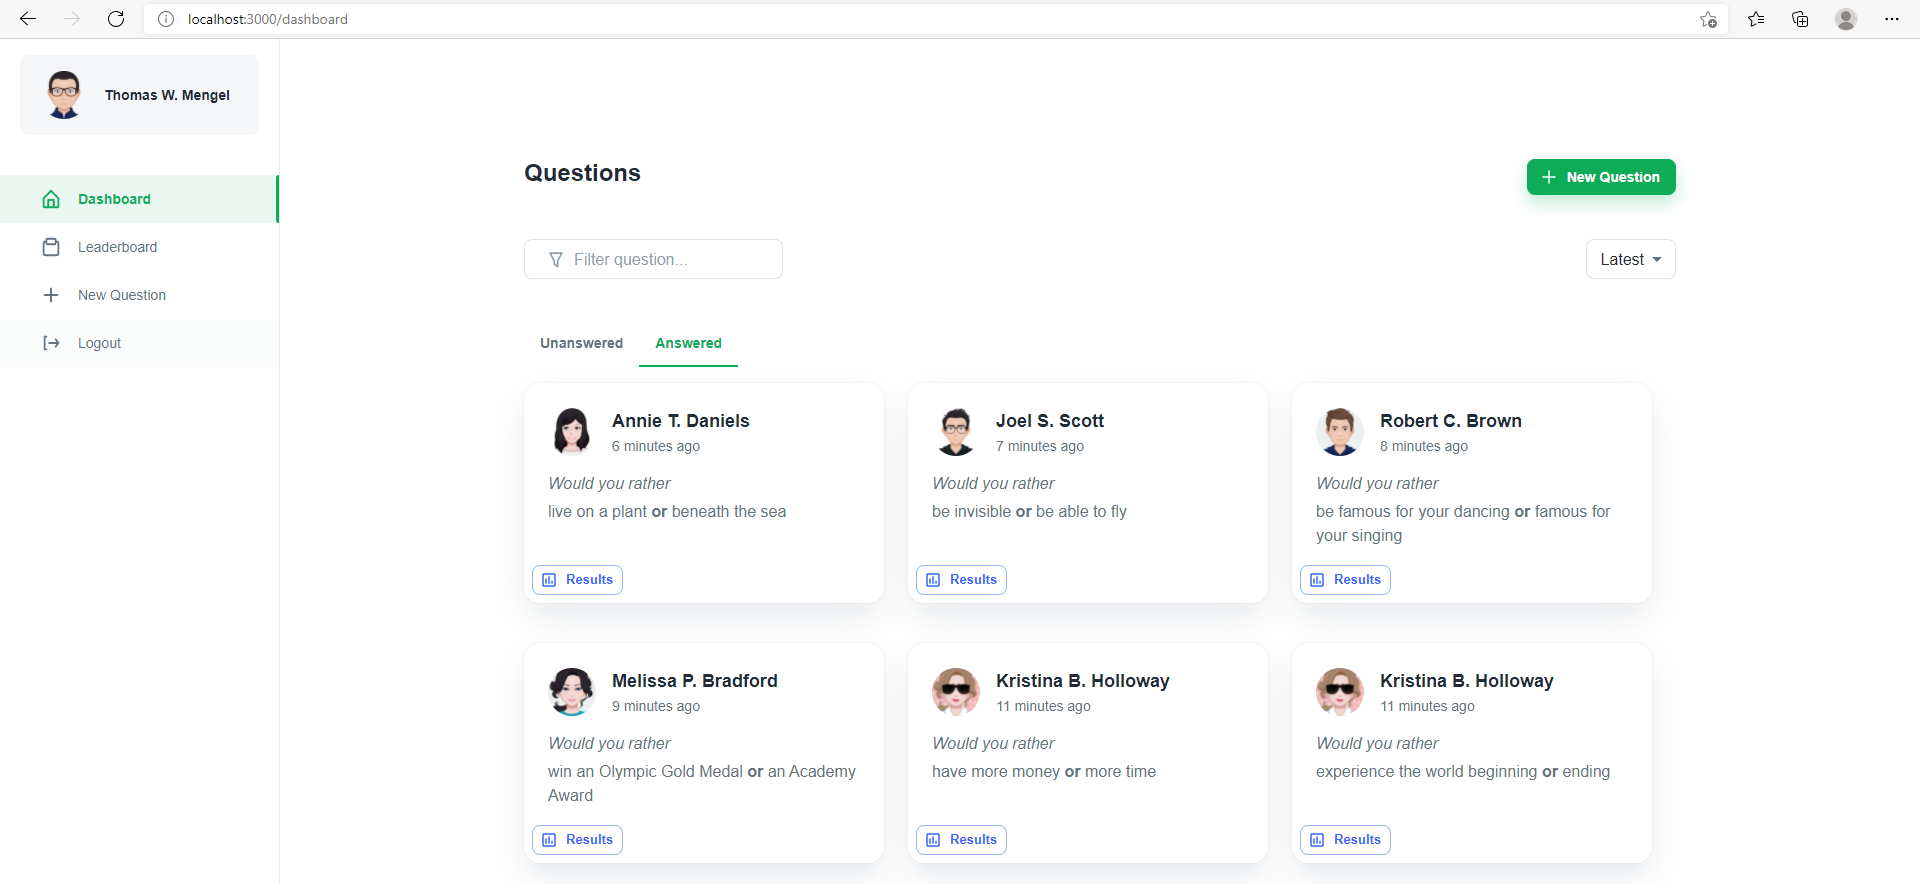 localhost:3000/dashboard
Thomas W. Mengel
Dashboard
Leaderboard
New Question
Logout
Questions
New Question
Filter question...
Latest
Unanswered
Answered
Annie T. Daniels
6 minutes ago
Would you rather
live on a plant or beneath the sea
Results
Joel S. Scott
7 minutes ago
Would you rather
be invisible or be able to fly
Results
Robert C. Brown
8 minutes ago
Would you rather
be famous for your dancing or famous for
your singing
Results
Melissa P. Bradford
9 minutes ago
Would you rather
win an Olympic Gold Medal or an Academy
Award
Results
Kristina B. Holloway
11 minutes ago
Would you rather
have more money or more time
Results
Kristina B. Holloway
11 minutes ago
Would you rather
experience the world beginning or ending
Results